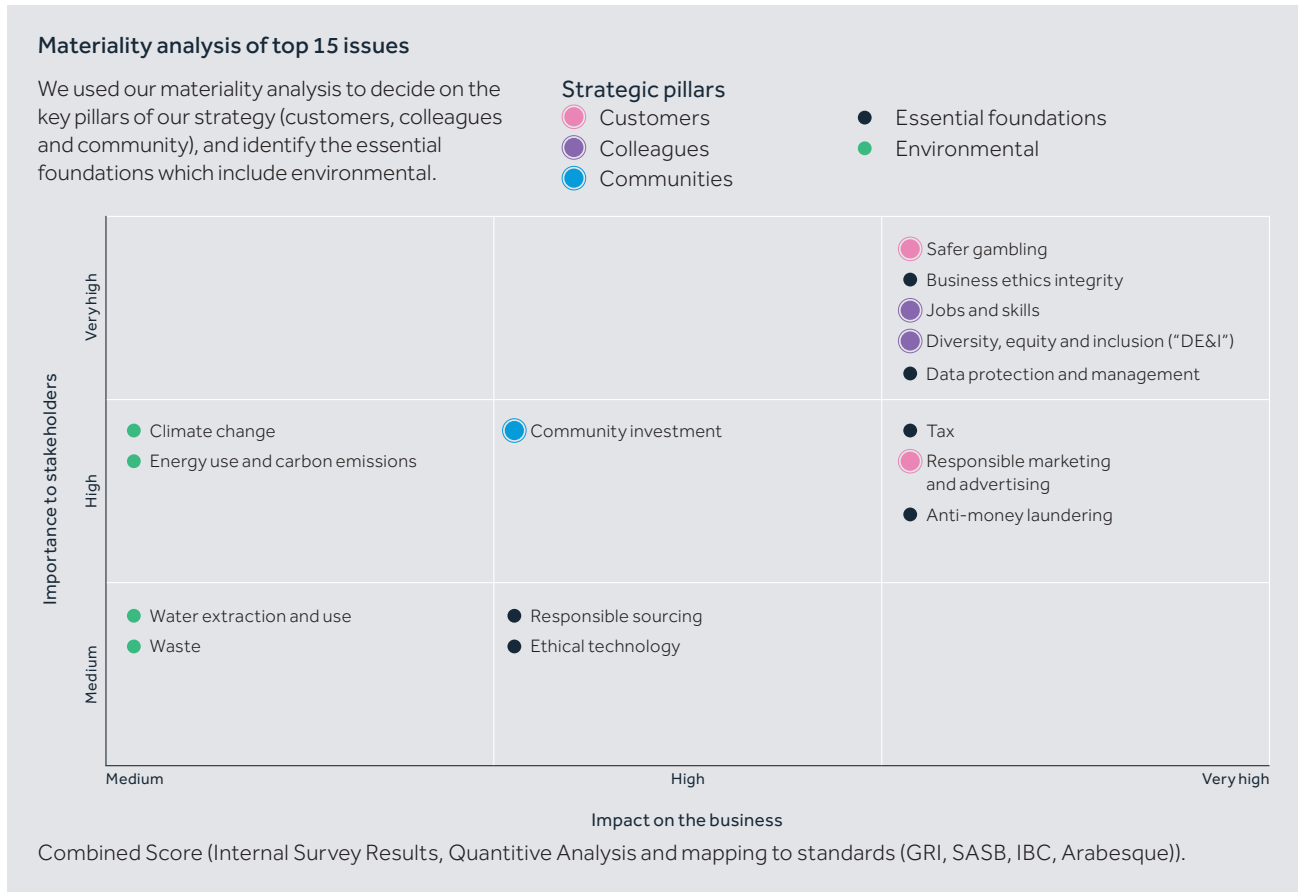 Materiality analysis of top 15 issues
We used our materiality analysis to decide on the
key pillars of our strategy (customers, colleagues
and community), and identify the essential
foundations which include environmental.
Strategic pillars
Customers
Colleagues
Communities
Essential foundations
Environmental
Importance to stakeholders
Very high
High
Medium
Safer gambling
Business ethics integrity
Jobs and skills
Diversity, equity and inclusion (“DE&I”)
Data protection and management
Climate change
Energy use and carbon emissions
Community investment
Tax
Responsible marketing
and advertising
Anti-money laundering
Water extraction and use
Waste
Responsible sourcing
Ethical technology
Medium
High
Very high
Impact on the business
Combined Score (Internal Survey Results, Quantitive Analysis and mapping to standards (GRI, SASB, IBC, Arabesque)).